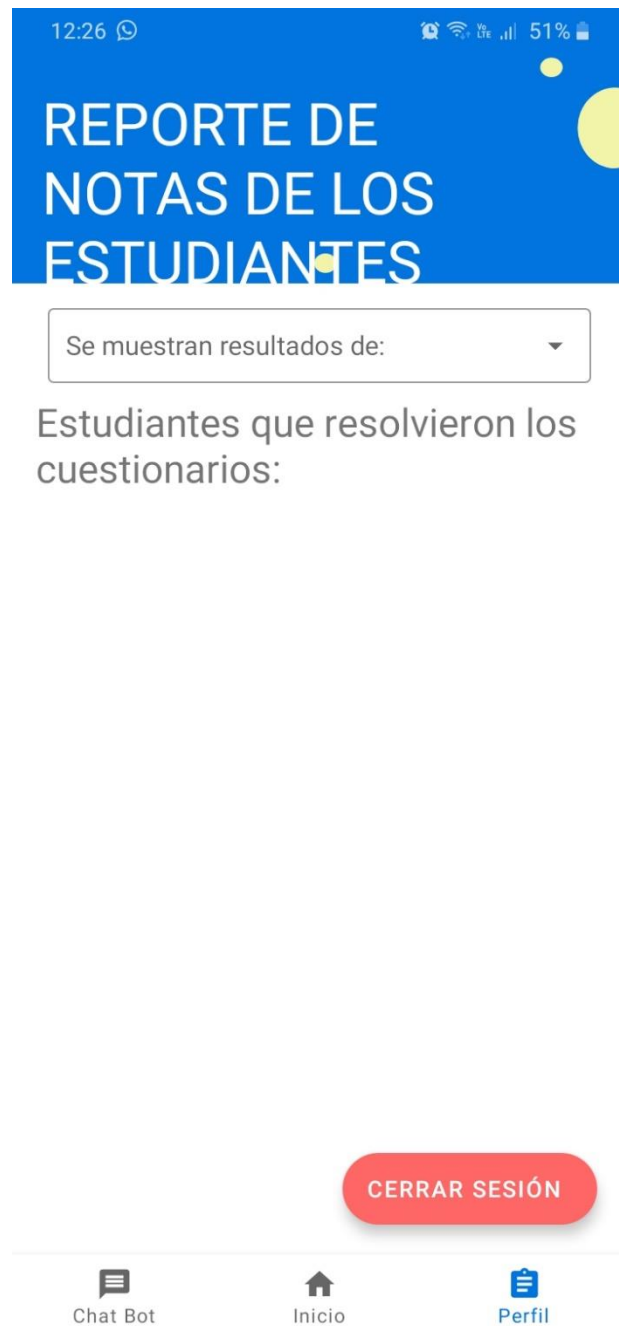 12:26
51%
REPORTE DE
NOTAS DE LOS
ESTUDIANTES
Se muestran resultados de:
Estudiantes que resolvieron los
cuestionarios:
CERRAR SESIÓN
Chat Bot
Inicio
Perfil